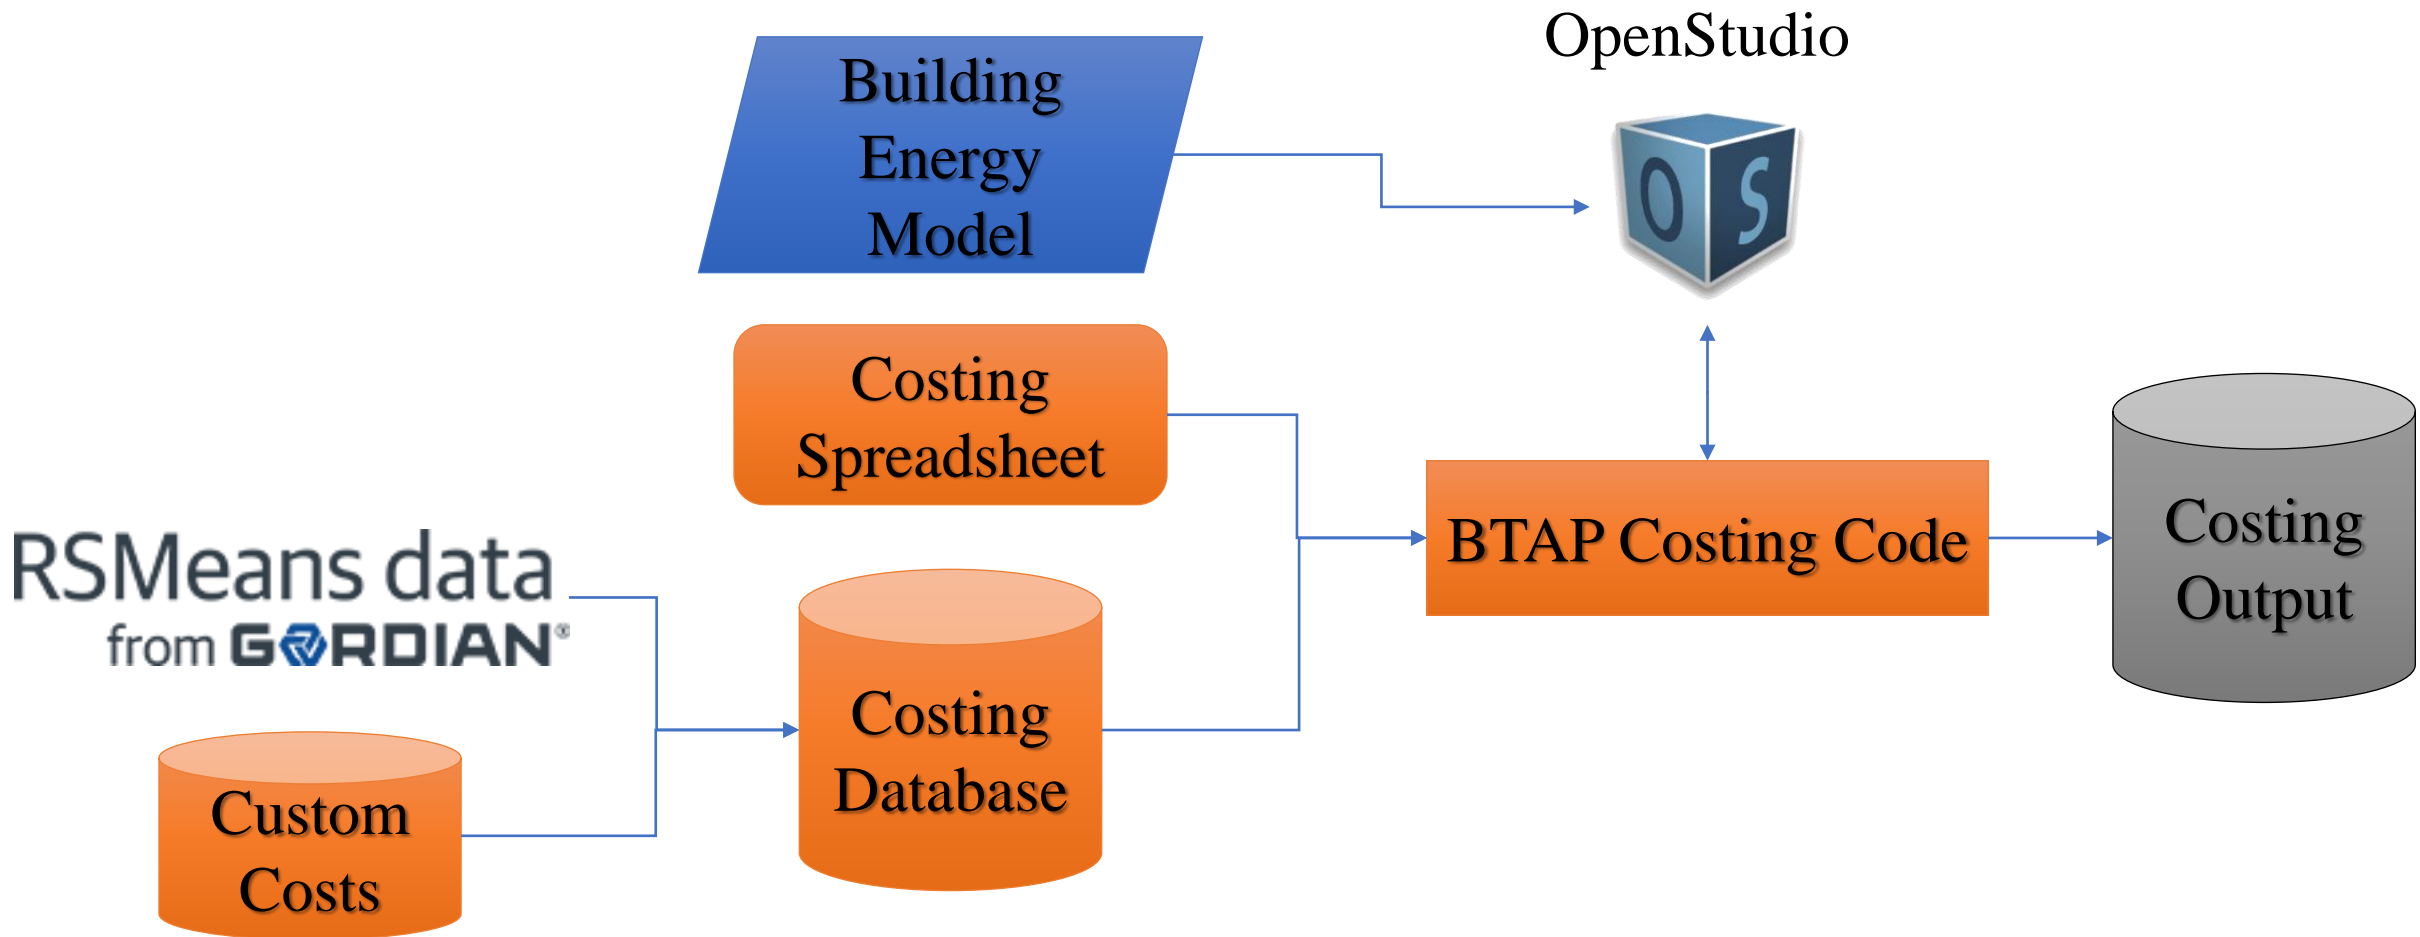 OpenStudio
Building
Energy
Model
O S
Costing
Spreadsheet
RSMeans data
from GORDIAN®
Custom
Costs
Costing
Database
BTAP Costing Code
Costing
Output